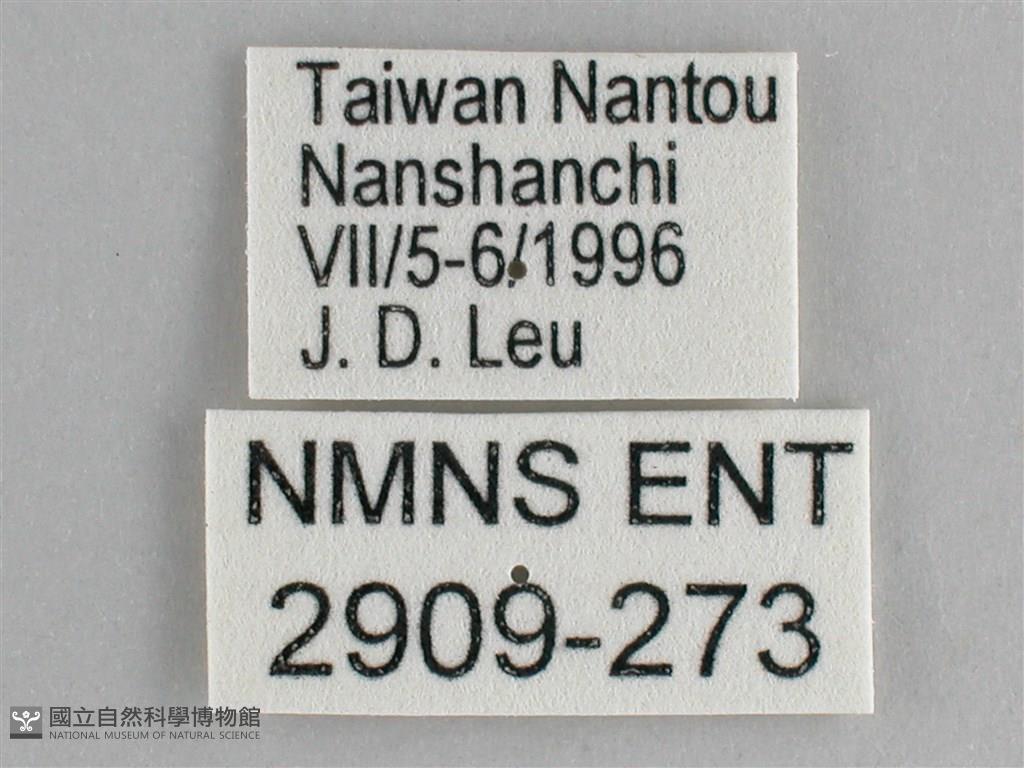 Taiwan Nantou
Nanshanchi
VII/5-6/1996
J. D. Leu
NMNS ENT
2909-273
國立自然科學博物館
NATIONAL MUSEUM OF NATURAL SCIENCE